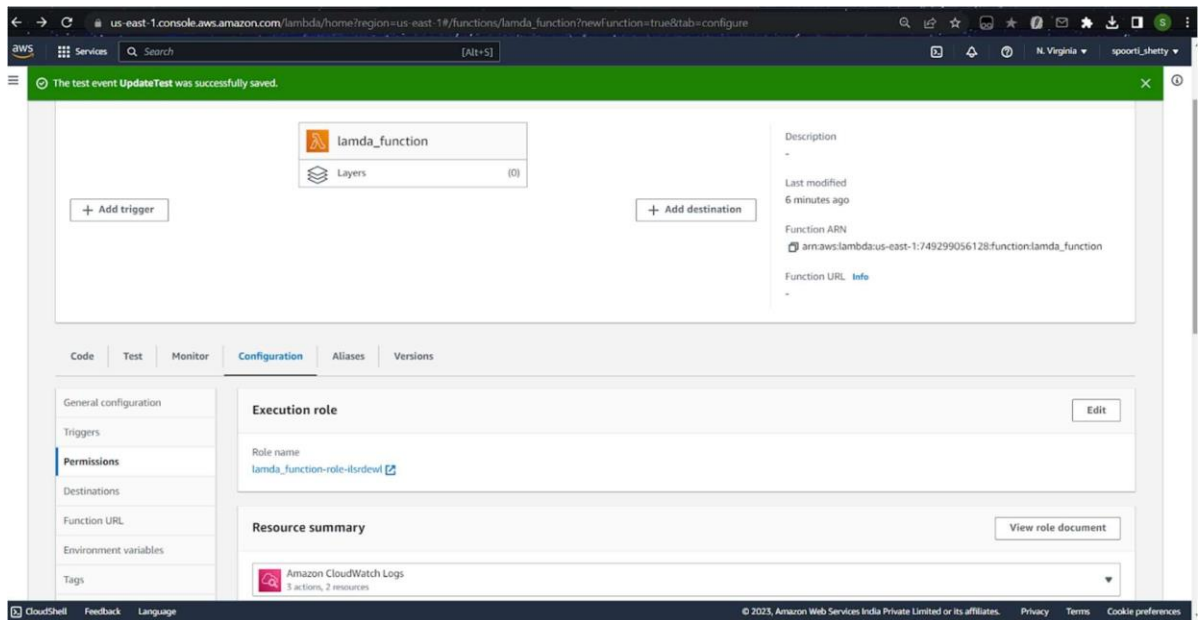 us-east-1.console.aws.amazon.com/lambda/home?region=us-east-1#/functions/lamda_function?newFunction=true&tab=configure
S
aws Services Search [Alt+S] N. Virginia spoorti_shetty
The test event UpdateTest was successfully saved.
lamda_function
Layers (0)
+ Add trigger
+ Add destination
Description
-
Last modified
6 minutes ago
Function ARN
arn:aws:lambda:us-east-1:749299056128:function:lamda_function
Function URL Info
-
Code Test Monitor Configuration Aliases Versions
General configuration
Triggers
Permissions
Destinations
Function URL
Environment variables
Tags
Execution role Edit
Role name
lamda_function-role-ilsrdewl
Resource summary View role document
Amazon CloudWatch Logs
3 actions, 2 resources
CloudShell Feedback Language © 2023, Amazon Web Services India Private Limited or its affiliates. Privacy Terms Cookie preferences